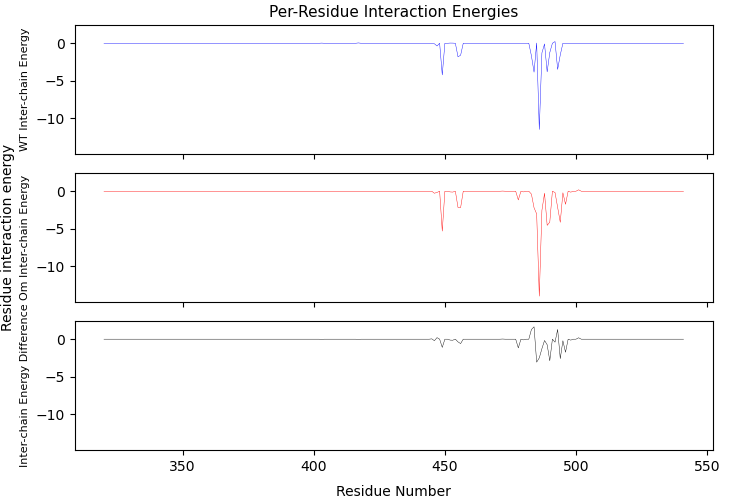 Per-Residue Interaction Energies
Residue interaction energy
WT Inter-chain Energy
0
−5
−10
Om Inter-chain Energy
0
−5
−10
Inter-chain Energy Difference
0
−5
−10
350
400
450
500
550
Residue Number